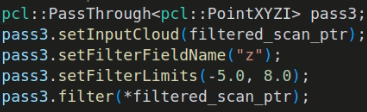 pcl::PassThrough<pcl::PointXYZI> pass3;
pass3.setInputCloud(filtered_scan_ptr);
pass3.setFilterFieldName("z");
pass3.setFilterLimits(-5.0, 8.0);
pass3.filter(*filtered_scan_ptr);